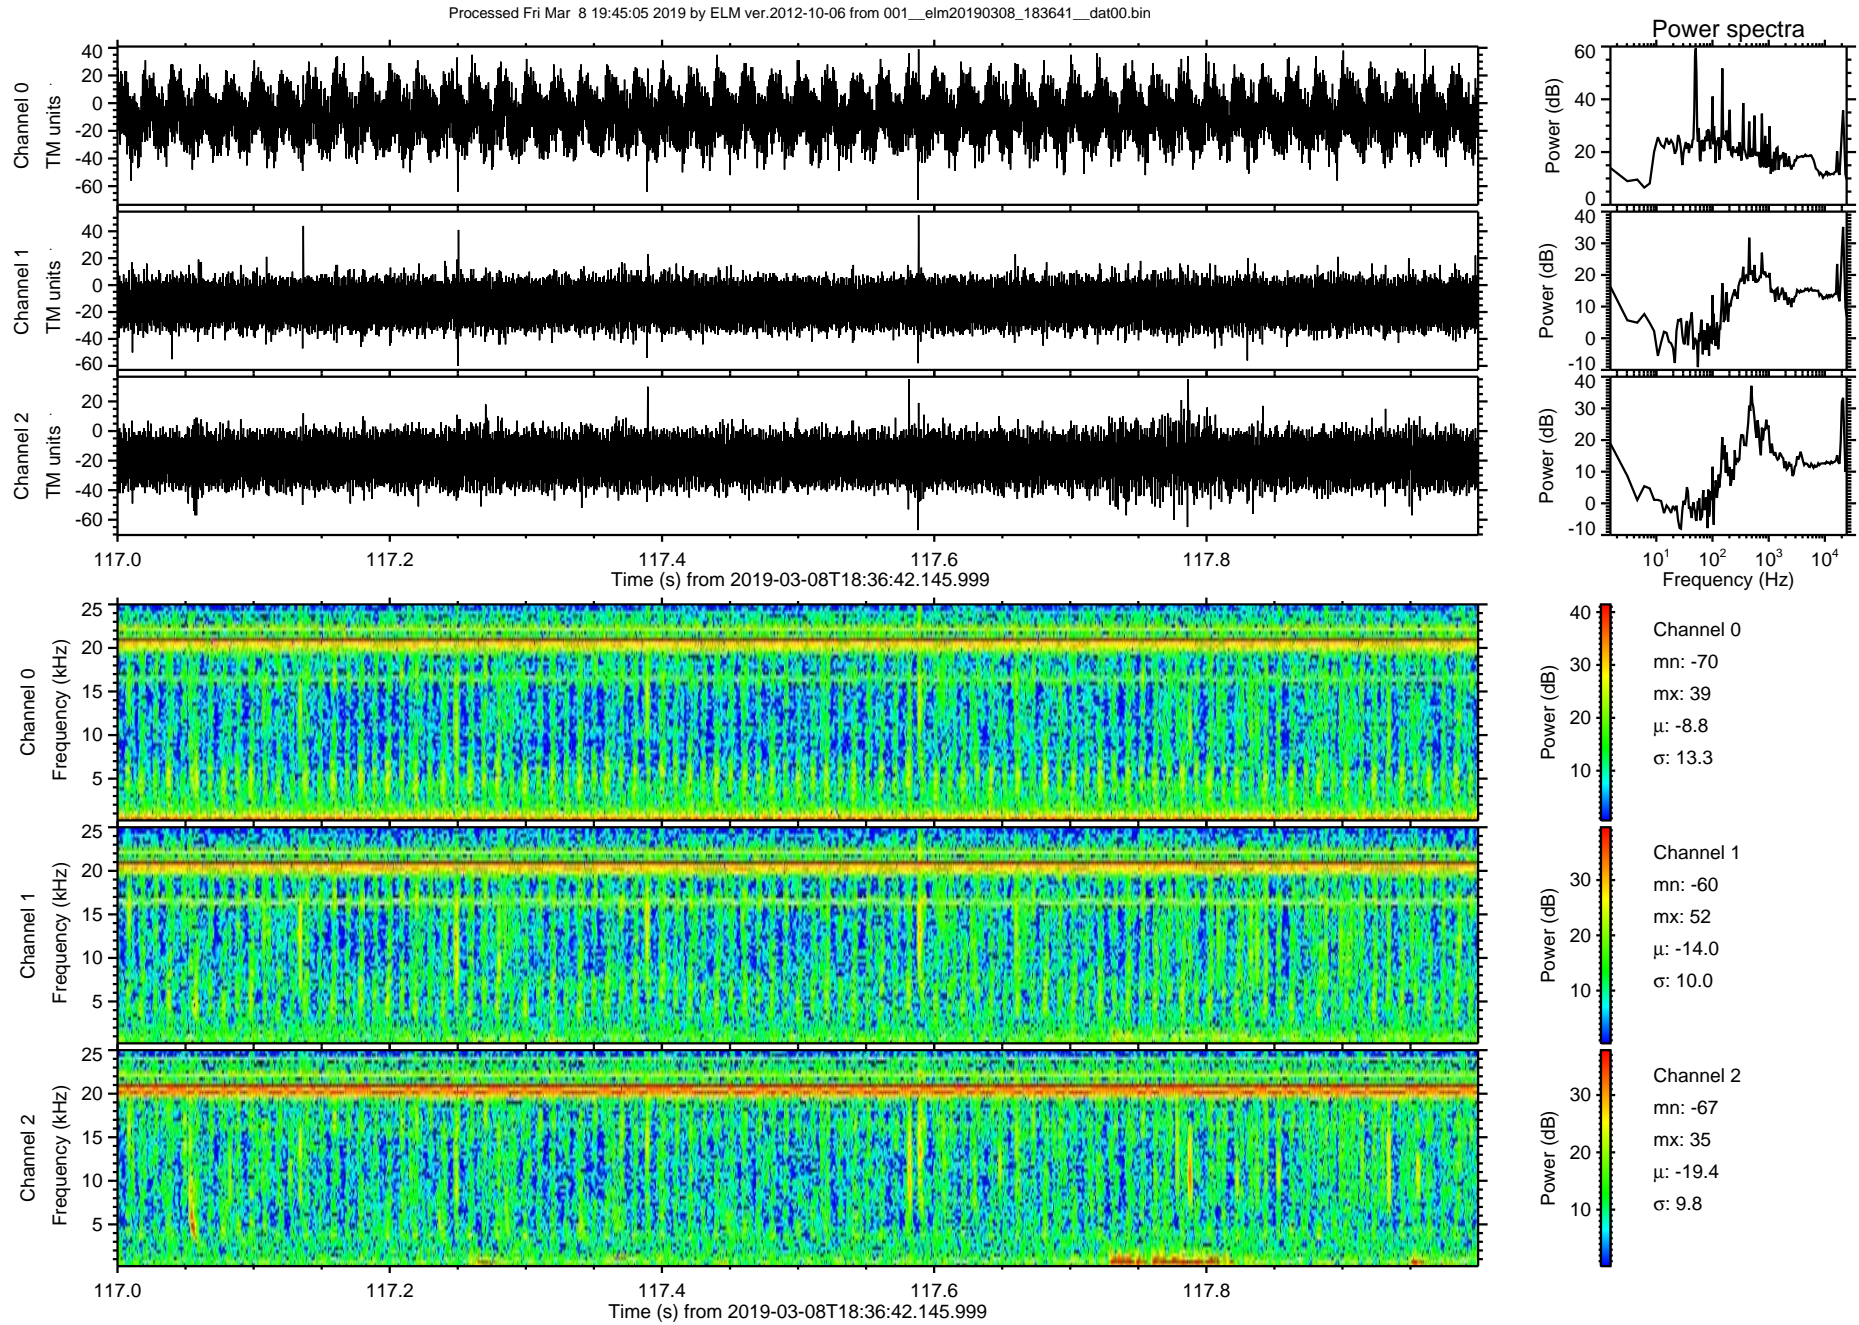 Processed Fri Mar  8 19:45:05 2019 by ELM ver.2012-10-06 from 001__elm20190308_183641__dat00.bin
Power spectra
Channel 0
TM units
40
20
0
-20
-40
-60
Power (dB)
60
40
20
0
Channel 1
TM units
40
20
0
-20
-40
-60
Power (dB)
40
30
20
10
0
-10
Channel 2
TM units
20
0
-20
-40
-60
Power (dB)
40
30
20
10
0
-10
117.0 117.2 117.4 117.6 117.8
Time (s) from 2019-03-08T18:36:42.145.999
10¹ 10² 10³ 10⁴
Frequency (Hz)
Channel 0
Frequency (kHz)
25
20
15
10
5
Power (dB)
40
30
20
10
Channel 0
mn: -70
mx: 39
μ: -8.8
σ: 13.3
Channel 1
Frequency (kHz)
25
20
15
10
5
Power (dB)
30
20
10
Channel 1
mn: -60
mx: 52
μ: -14.0
σ: 10.0
Channel 2
Frequency (kHz)
25
20
15
10
5
Power (dB)
30
20
10
Channel 2
mn: -67
mx: 35
μ: -19.4
σ: 9.8
117.0 117.2 117.4 117.6 117.8
Time (s) from 2019-03-08T18:36:42.145.999